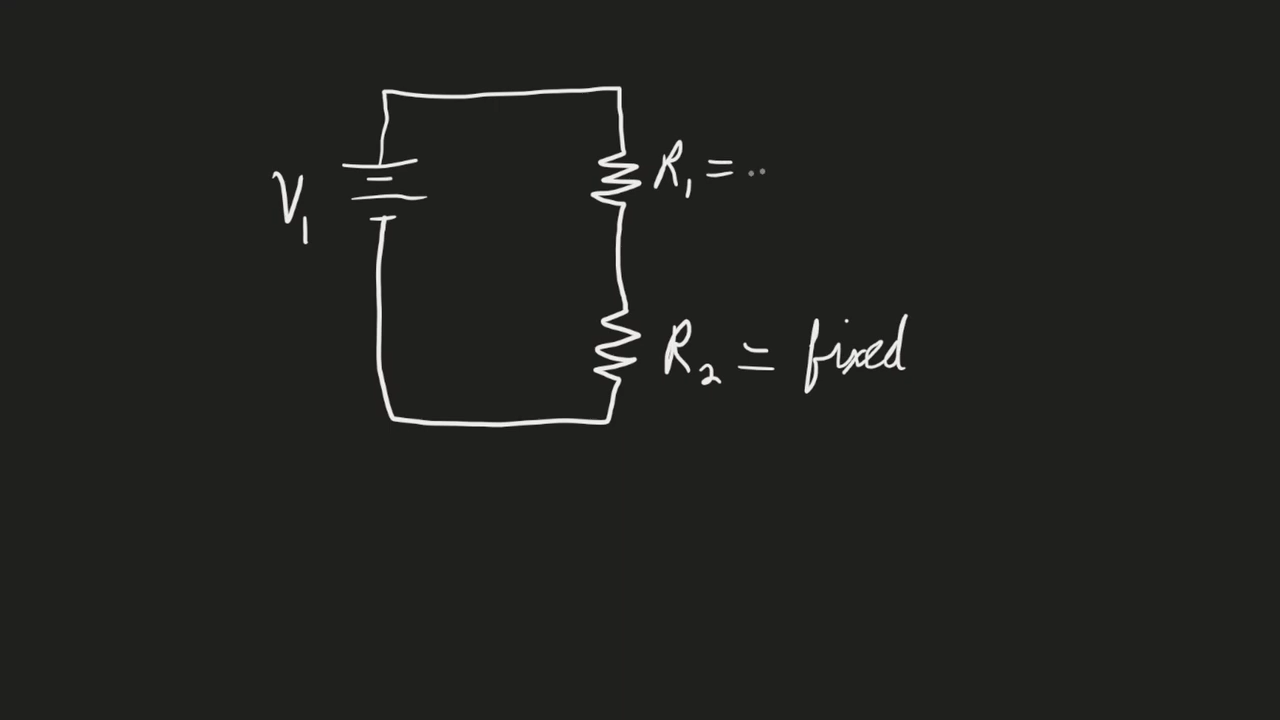 V₁
R₁ = ..
R₂ = fixed